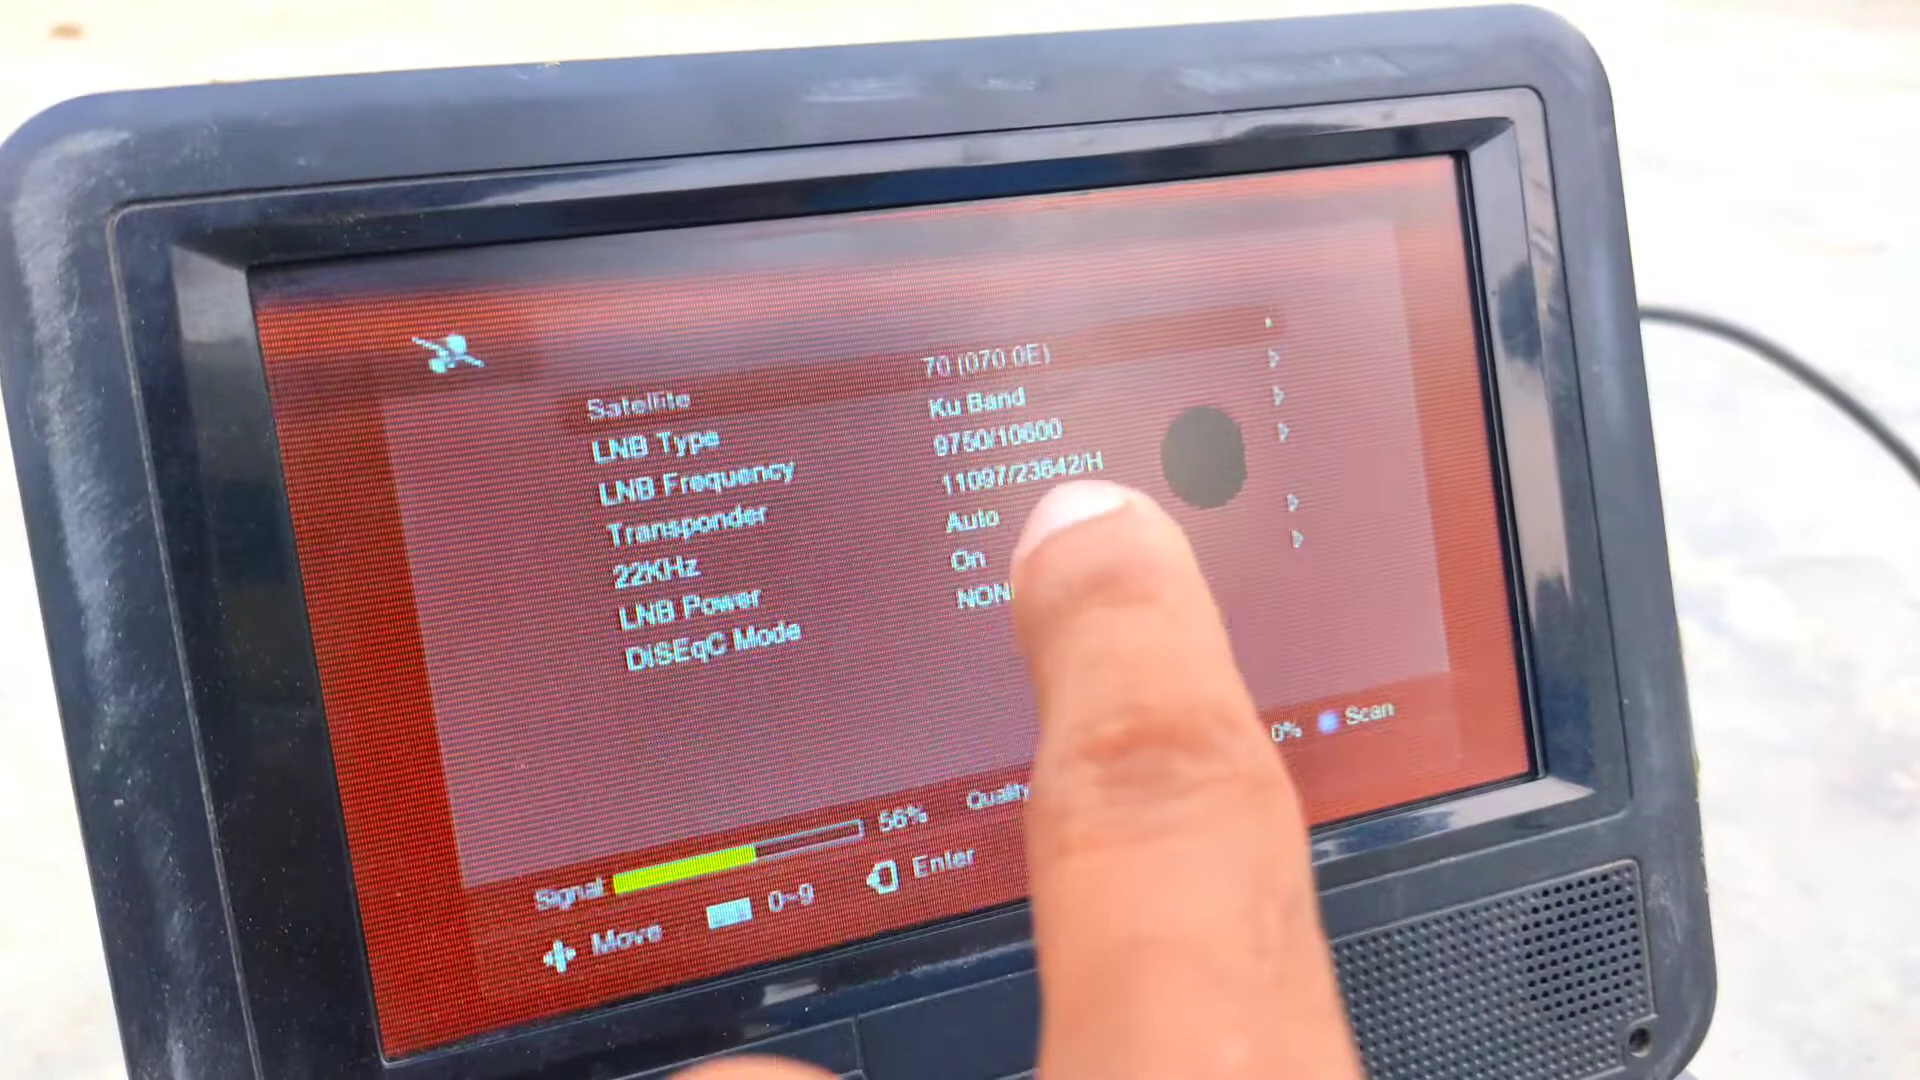 Satellite 70 (070.0E)
LNB Type Ku Band
LNB Frequency 9750/10600
Transponder 11097/23642/H
22KHz Auto
LNB Power On
DiSEqC Mode
Signal 56% Quality 0% Scan
Move 0~9 Enter